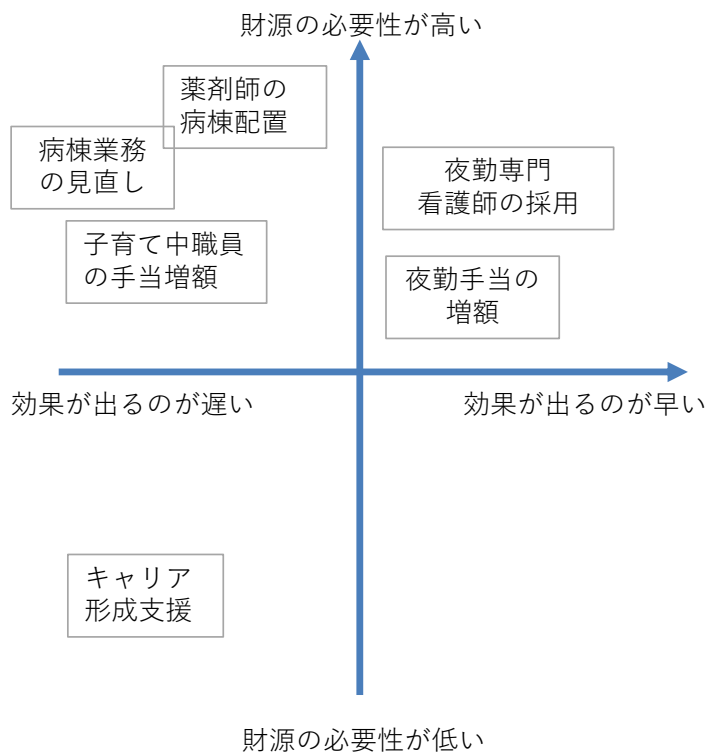 財源の必要性が高い
薬剤師の
病棟配置
病棟業務
の見直し
夜勤専門
看護師の採用
子育て中職員
の手当増額
夜勤手当の
増額
効果が出るのが遅い
効果が出るのが早い
キャリア
形成支援
財源の必要性が低い